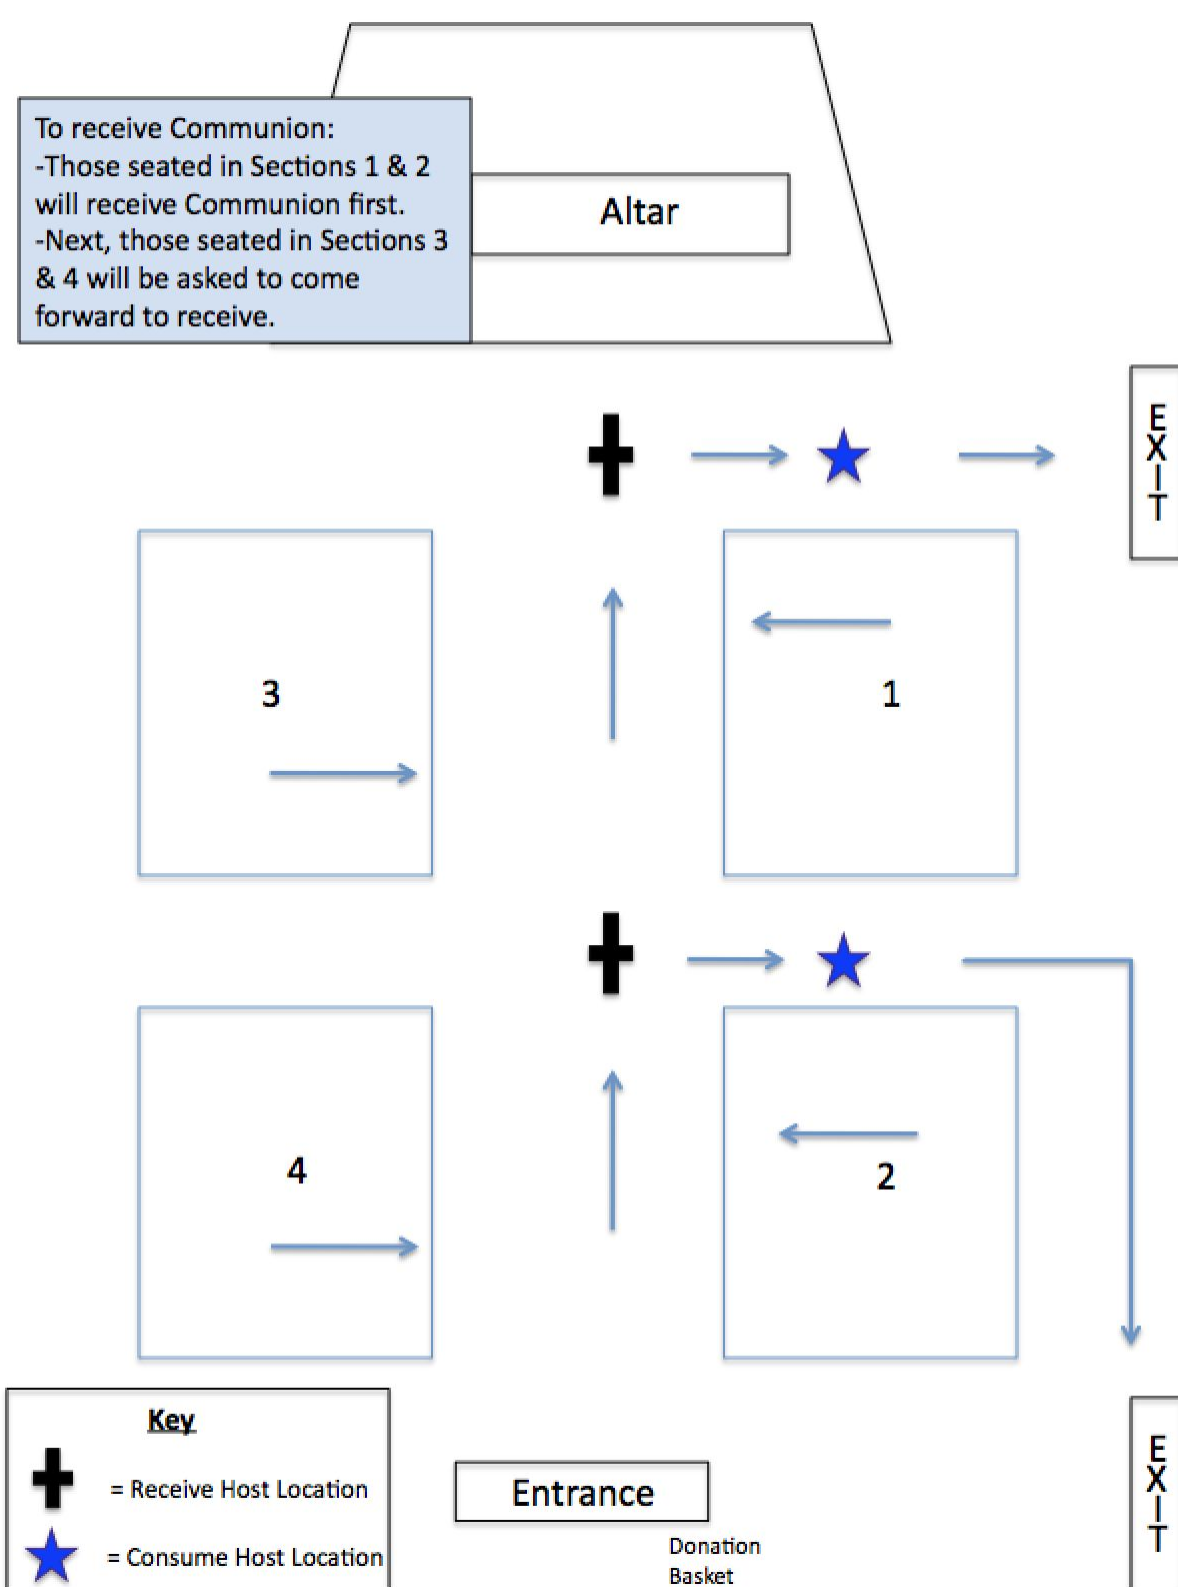 To receive Communion:
-Those seated in Sections 1 & 2
will receive Communion first.
-Next, those seated in Sections 3
& 4 will be asked to come
forward to receive.
Altar
EXIT
3
1
4
2
Key
= Receive Host Location
= Consume Host Location
Entrance
Donation
Basket
EXIT